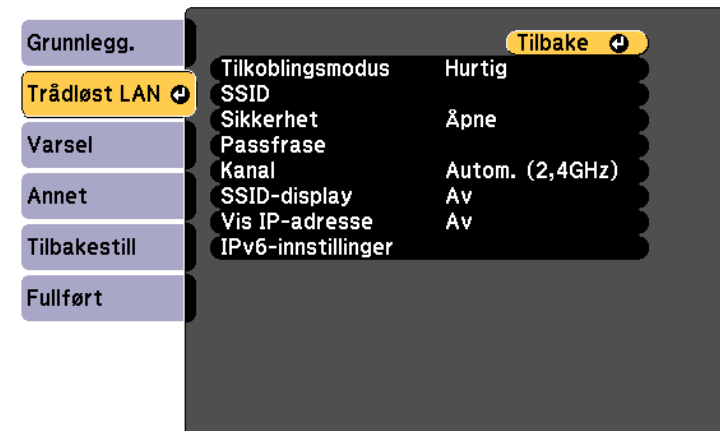 Grunnlegg.
Trådløst LAN
Varsel
Annet
Tilbakestill
Fullført
Tilbake
Tilkoblingsmodus Hurtig
SSID
Sikkerhet Åpne
Passfrase
Kanal Autom. (2,4GHz)
SSID-display Av
Vis IP-adresse Av
IPv6-innstillinger